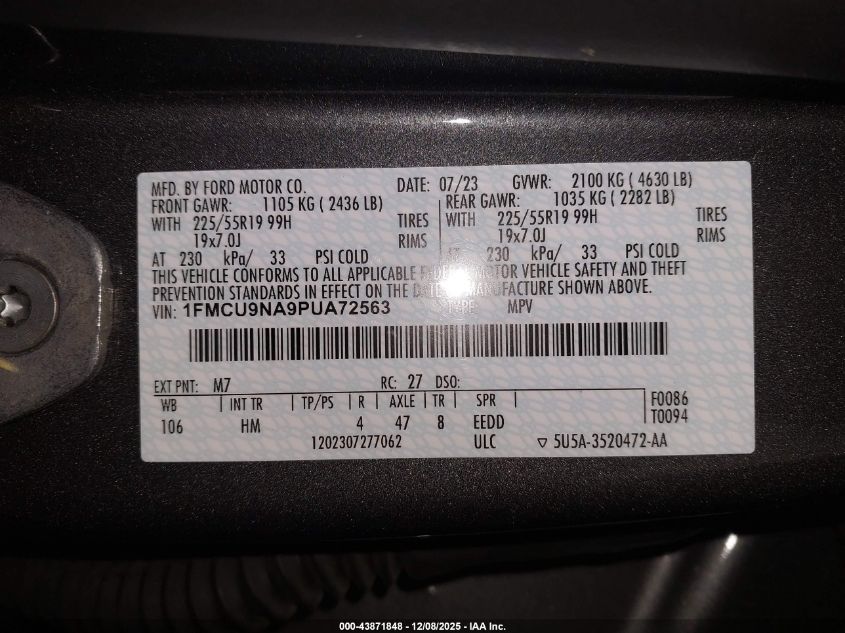 MFD. BY FORD MOTOR CO. DATE: 07/23 GVWR: 2100 KG ( 4630 LB)
FRONT GAWR: 1105 KG ( 2436 LB) REAR GAWR: 1035 KG ( 2282 LB)
WITH 225/55R19 99H TIRES WITH 225/55R19 99H TIRES
19x7.0J RIMS 19x7.0J RIMS
AT 230 kPa/ 33 PSI COLD AT 230 kPa/ 33 PSI COLD
THIS VEHICLE CONFORMS TO ALL APPLICABLE MOTOR VEHICLE SAFETY AND THEFT
PREVENTION STANDARDS IN EFFECT ON THE DATE OF MANUFACTURE SHOWN ABOVE.
VIN: 1FMCU9NA9PUA72563 TYPE: MPV
EXT PNT: M7 RC: 27 DSO:
WB INT TR TP/PS R AXLE TR SPR F0086
106 HM 4 47 8 EEDD T0094
1202307277062 ULC ▽ 5U5A-3520472-AA
000-43871848 - 12/08/2025 - IAA Inc.